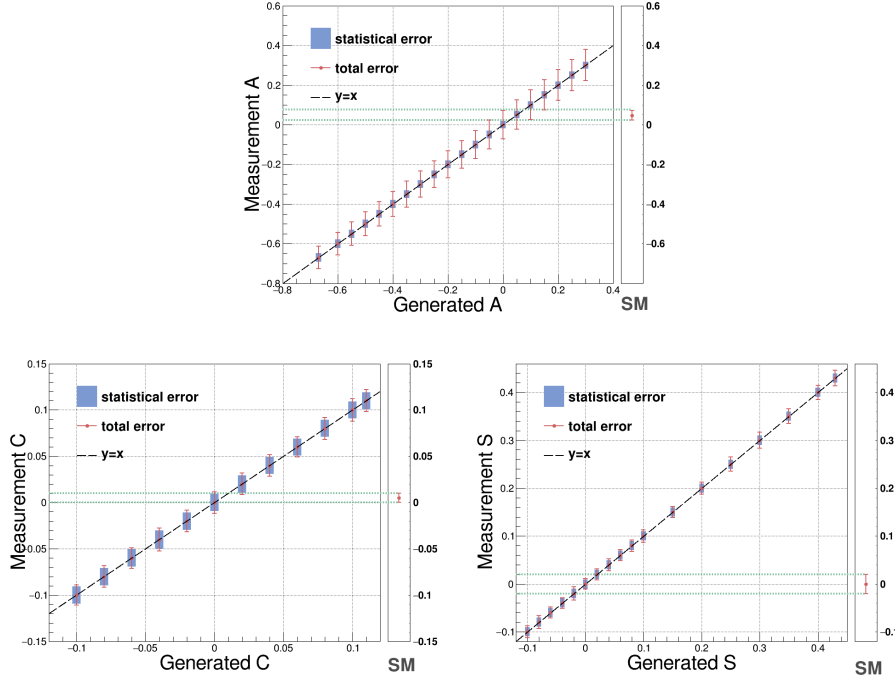 Measurement A
0.6
0.4
0.2
0
−0.2
−0.4
−0.6
−0.8
statistical error
total error
y=x
−0.8 −0.6 −0.4 −0.2 0 0.2 0.4
Generated A
0.6
0.4
0.2
0
−0.2
−0.4
−0.6
SM
Measurement C
0.15
0.1
0.05
0
−0.05
−0.1
−0.15
statistical error
total error
y=x
−0.1 −0.05 0 0.05 0.1
Generated C
0.15
0.1
0.05
0
−0.05
−0.1
−0.15
SM
Measurement S
0.4
0.3
0.2
0.1
0
−0.1
statistical error
total error
y=x
−0.1 0 0.1 0.2 0.3 0.4
Generated S
0.4
0.3
0.2
0.1
0
−0.1
SM